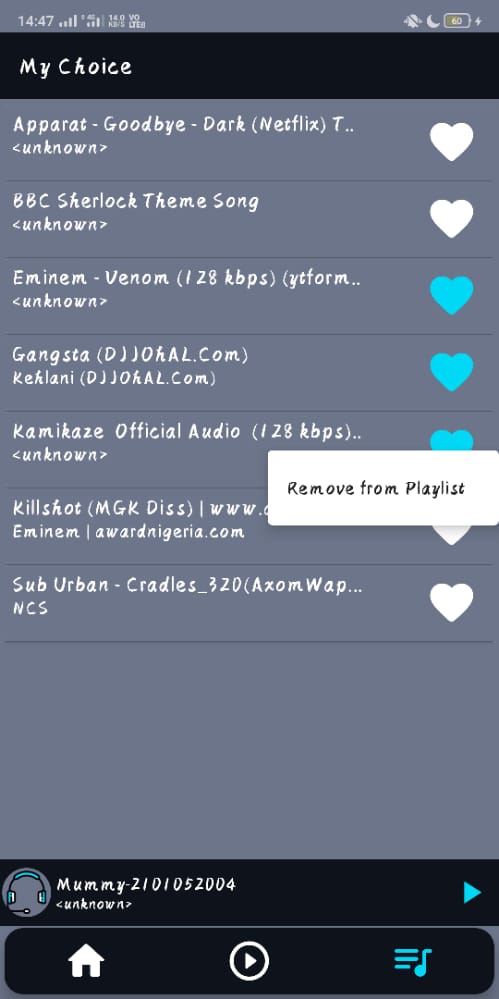 14:47 4G 4G 14.0 KB/S VO LTE 60
My Choice
Apparat - Goodbye - Dark (Netflix) T..
<unknown>
BBC Sherlock Theme Song
<unknown>
Eminem - Venom (128 kbps) (ytform..
<unknown>
Gangsta (DJJOhAL.Com)
Kehlani (DJJOhAL.Com)
Kamikaze Official Audio (128 kbps)..
<unknown>
Remove from Playlist
Killshot (MGK Diss) | www.
Eminem | awardnigeria.com
Sub Urban - Cradles_320(AxomWap...
NCS
Mummy-2101052004
<unknown>